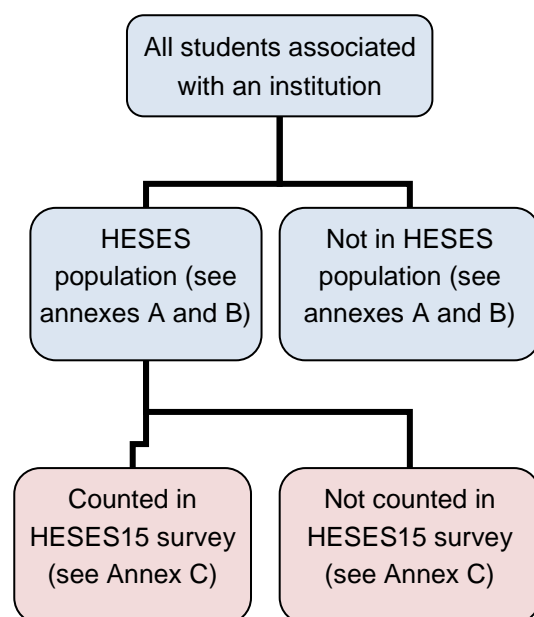 All students associated
with an institution
HESES
population (see
annexes A and B)
Not in HESES
population (see
annexes A and B)
Counted in
HESES15 survey
(see Annex C)
Not counted in
HESES15 survey
(see Annex C)